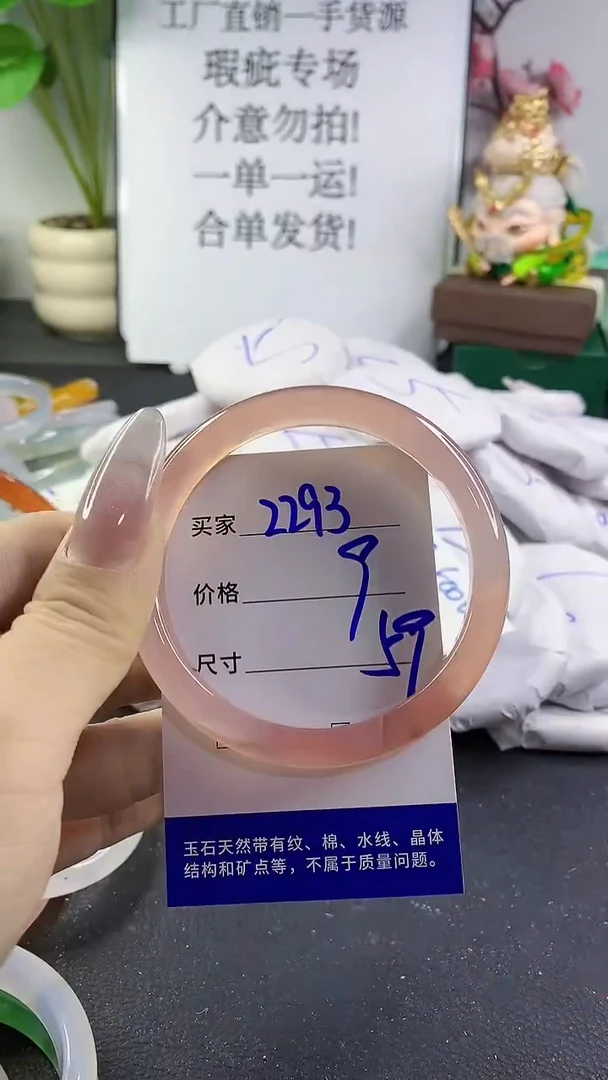 工厂直销一手货源
瑕疵专场
介意勿拍!
一单一运!
合单发货!
买家 2293
价格 9
尺寸 59
玉石天然带有纹、棉、水线、晶体
结构和矿点等，不属于质量问题。